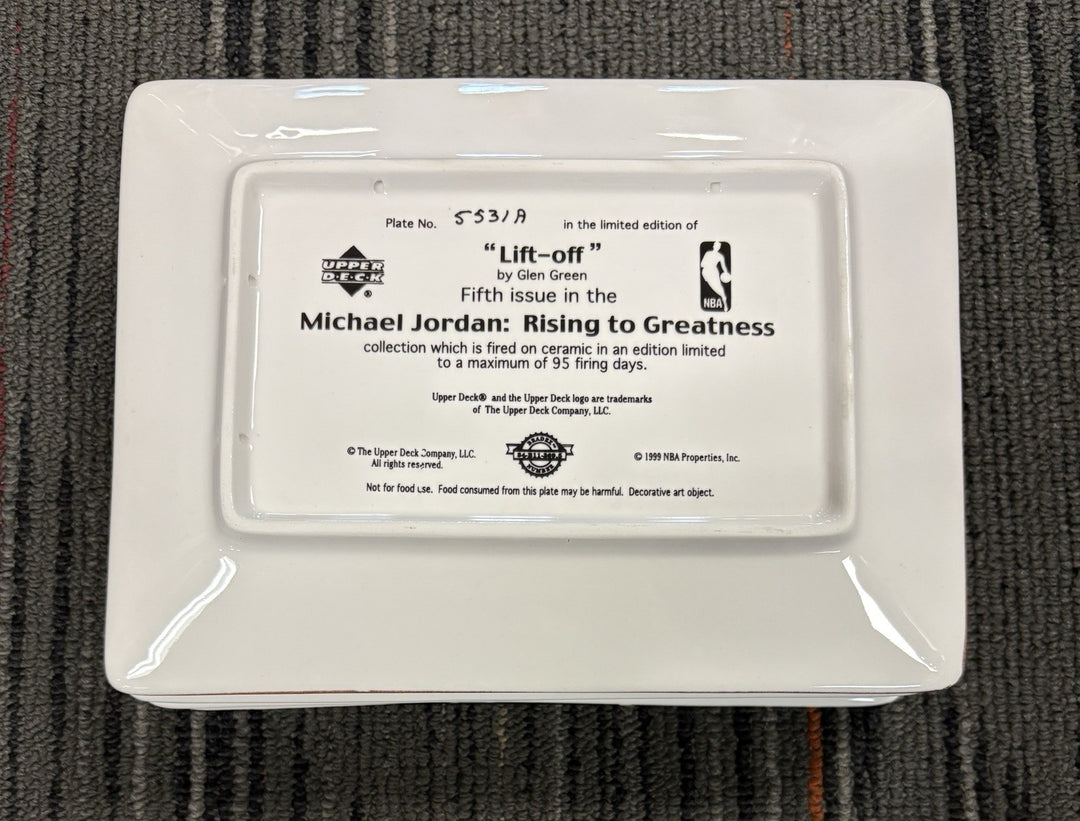 Plate No. 5531A in the limited edition of
"Lift-off"
by Glen Green
UPPER
D·E·C·K
®
NBA
Fifth issue in the
Michael Jordan: Rising to Greatness
collection which is fired on ceramic in an edition limited
to a maximum of 95 firing days.
Upper Deck® and the Upper Deck logo are trademarks
of The Upper Deck Company, LLC.
© The Upper Deck Company, LLC.
All rights reserved.
BRADEX
NUMBER
© 1999 NBA Properties, Inc.
Not for food use. Food consumed from this plate may be harmful. Decorative art object.